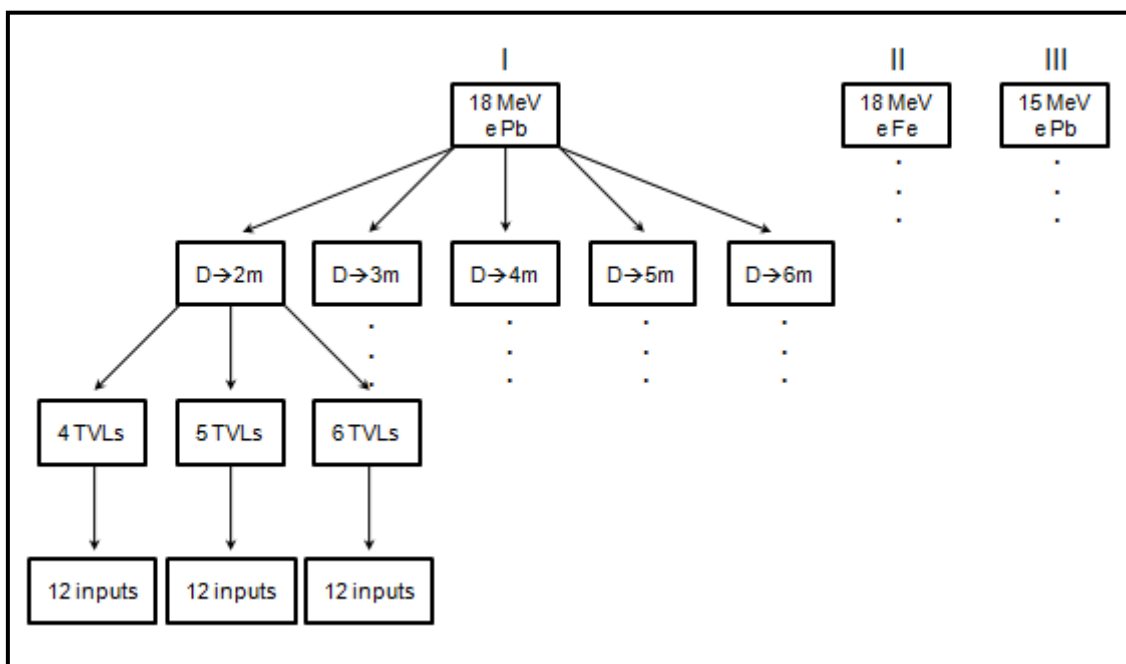 I
II
III
18 MeV
e Pb
18 MeV
e Fe
15 MeV
e Pb
D→2m
D→3m
D→4m
D→5m
D→6m
4 TVLs
5 TVLs
6 TVLs
12 inputs
12 inputs
12 inputs